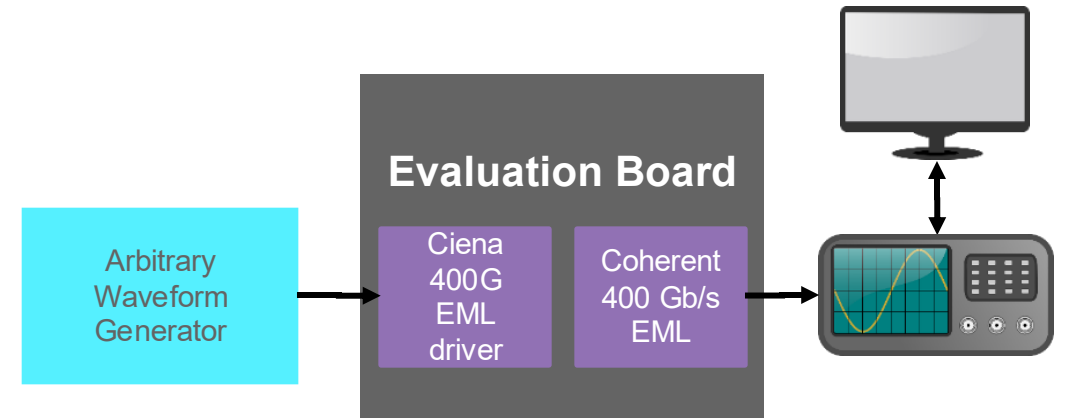 Evaluation Board
Arbitrary
Waveform
Generator
Ciena
400G
EML
driver
Coherent
400 Gb/s
EML